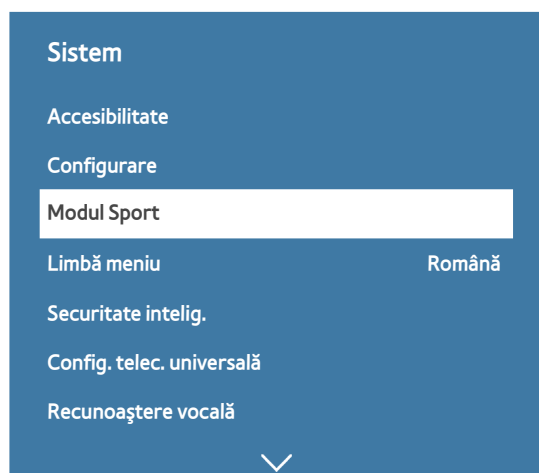 Sistem
Accesibilitate
Configurare
Modul Sport
Limbă meniu Română
Securitate intelig.
Config. telec. universală
Recunoaştere vocală